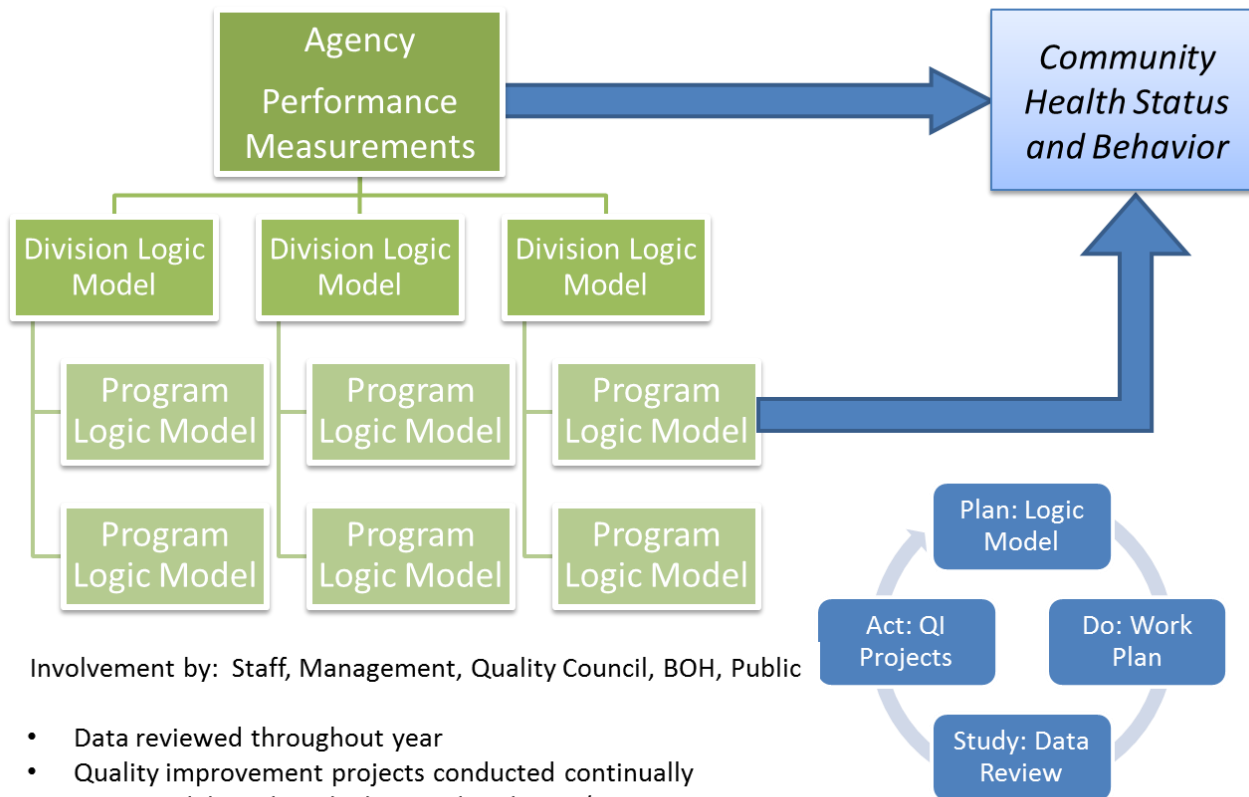 Agency
Performance
Measurements
Community
Health Status
and Behavior
Division Logic
Model
Division Logic
Model
Division Logic
Model
Program
Logic Model
Program
Logic Model
Program
Logic Model
Program
Logic Model
Program
Logic Model
Program
Logic Model
Plan: Logic
Model
Do: Work
Plan
Study: Data
Review
Act: QI
Projects
Involvement by:  Staff, Management, Quality Council, BOH, Public
• Data reviewed throughout year
• Quality improvement projects conducted continually